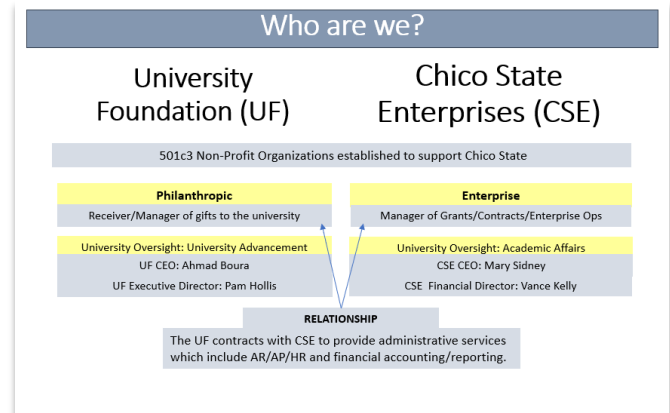 Who are we?
University
Foundation (UF)
Chico State
Enterprises (CSE)
501c3 Non-Profit Organizations established to support Chico State
Philanthropic
Receiver/Manager of gifts to the university
Enterprise
Manager of Grants/Contracts/Enterprise Ops
University Oversight: University Advancement
UF CEO: Ahmad Boura
UF Executive Director: Pam Hollis
University Oversight: Academic Affairs
CSE CEO: Mary Sidney
CSE Financial Director: Vance Kelly
RELATIONSHIP
The UF contracts with CSE to provide administrative services
which include AR/AP/HR and financial accounting/reporting.